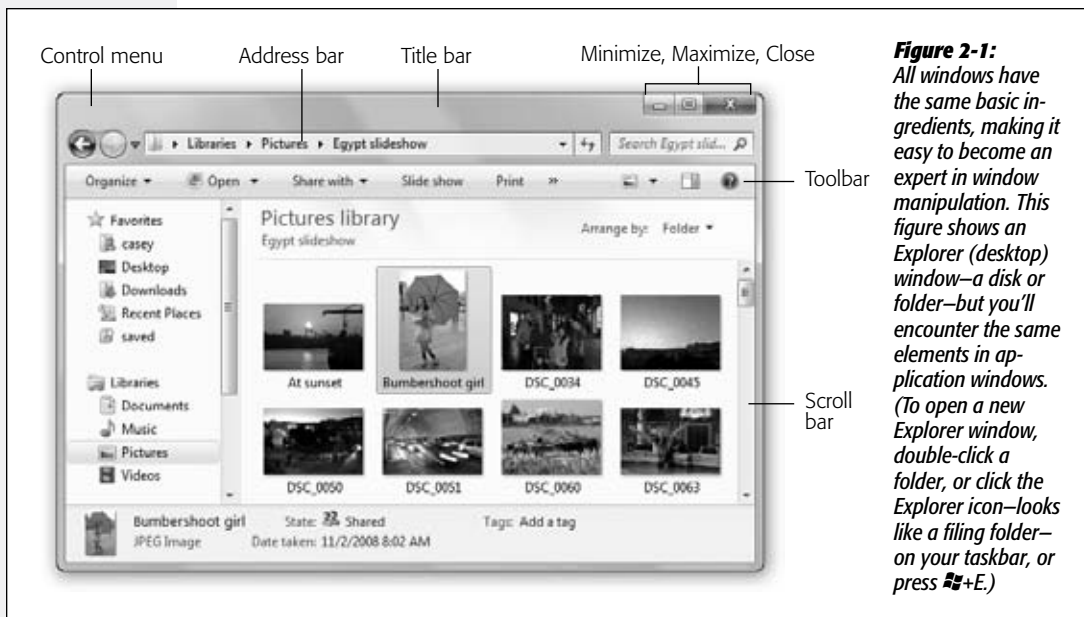 Control menu
Address bar
Title bar
Minimize, Maximize, Close
Libraries ▸ Pictures ▸ Egypt slideshow
Search Egypt slid...
Organize
Open
Share with
Slide show
Print
»
Toolbar
Favorites
casey
Desktop
Downloads
Recent Places
saved
Libraries
Documents
Music
Pictures
Videos
Pictures library
Egypt slideshow
Arrange by: Folder
At sunset
Bumbershoot girl
DSC_0034
DSC_0045
DSC_0050
DSC_0051
DSC_0060
DSC_0063
Scroll
bar
Bumbershoot girl
State: Shared
Tags: Add a tag
JPEG Image
Date taken: 11/2/2008 8:02 AM
Figure 2-1:
All windows have
the same basic in-
gredients, making it
easy to become an
expert in window
manipulation. This
figure shows an
Explorer (desktop)
window—a disk or
folder—but you'll
encounter the same
elements in ap-
plication windows.
(To open a new
Explorer window,
double-click a
folder, or click the
Explorer icon—looks
like a filing folder—
on your taskbar, or
press +E.)